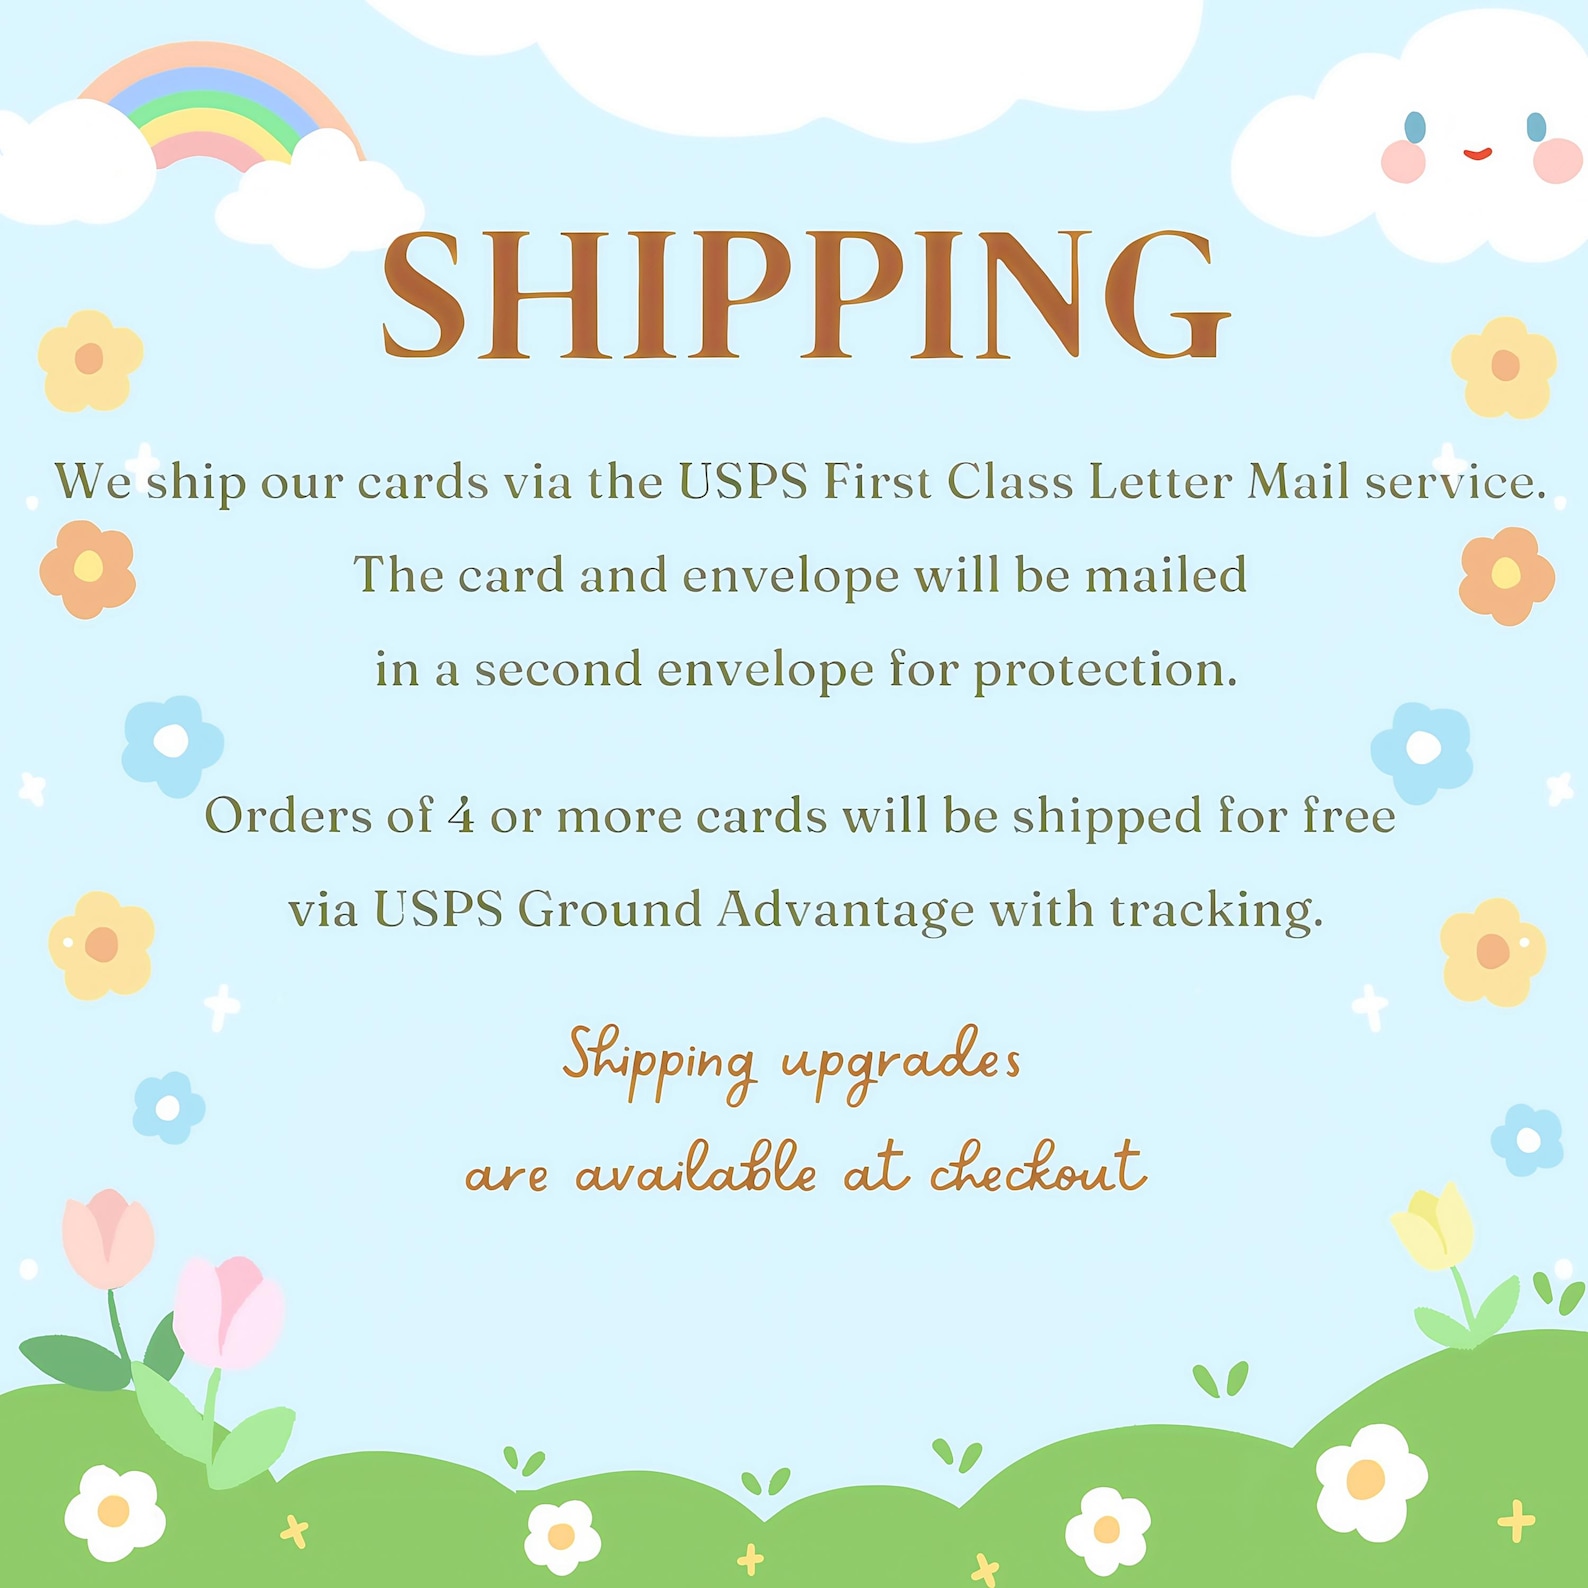 SHIPPING
We ship our cards via the USPS First Class Letter Mail service.
The card and envelope will be mailed
in a second envelope for protection.
Orders of 4 or more cards will be shipped for free
via USPS Ground Advantage with tracking.
Shipping upgrades
are available at checkout